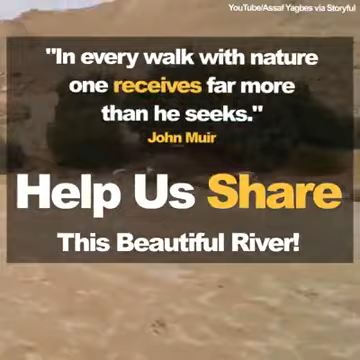 YouTube/Assaf Yagbes via Storyful
"In every walk with nature
one receives far more
than he seeks."
John Muir
Help Us Share
This Beautiful River!